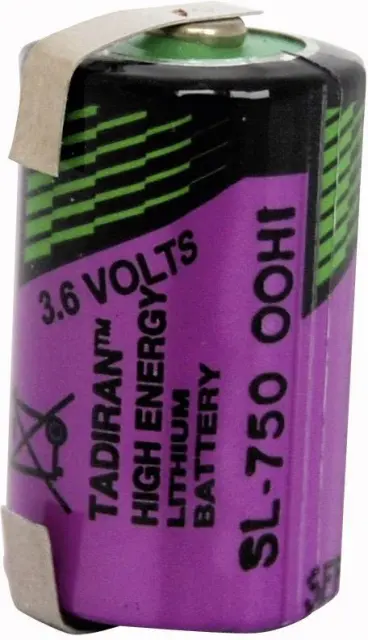 3.6 VOLTS
TADIRAN™
HIGH ENERGY
LITHIUM
BATTERY
SL-750 OOHI